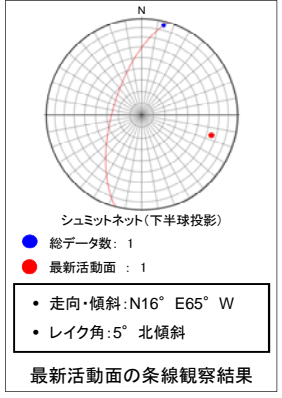 N
シュミットネット(下半球投影)
総データ数: 1
最新活動面 : 1
• 走向・傾斜:N16°E65°W
• レイク角:5°北傾斜
最新活動面の条線観察結果